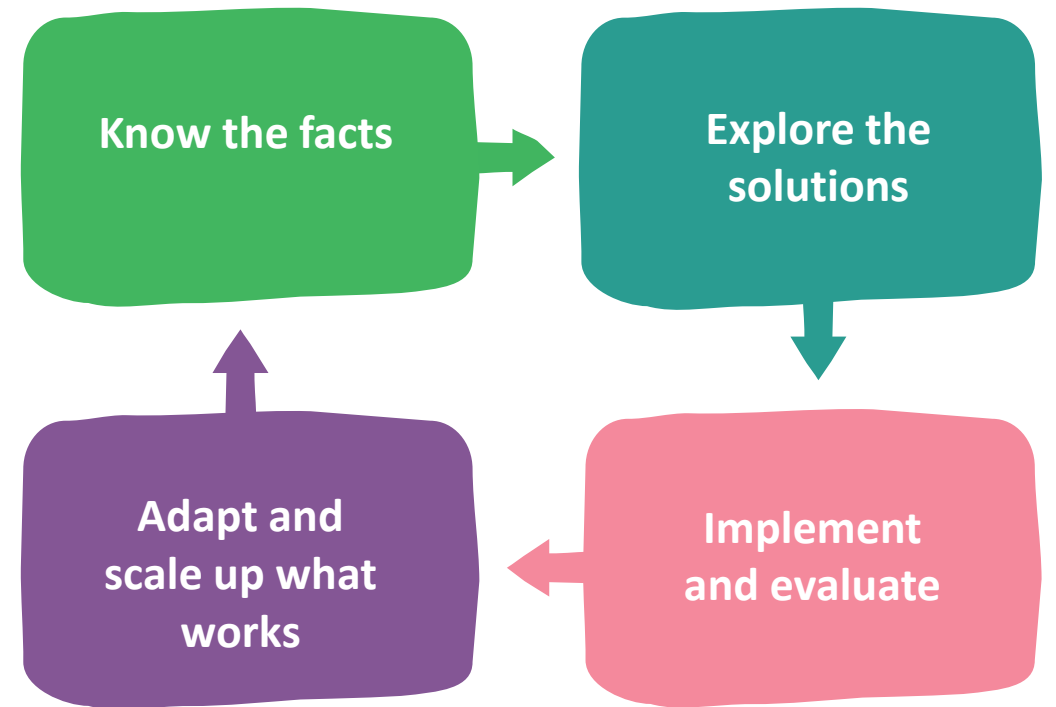 Know the facts
Explore the
solutions
Implement
and evaluate
Adapt and
scale up what
works